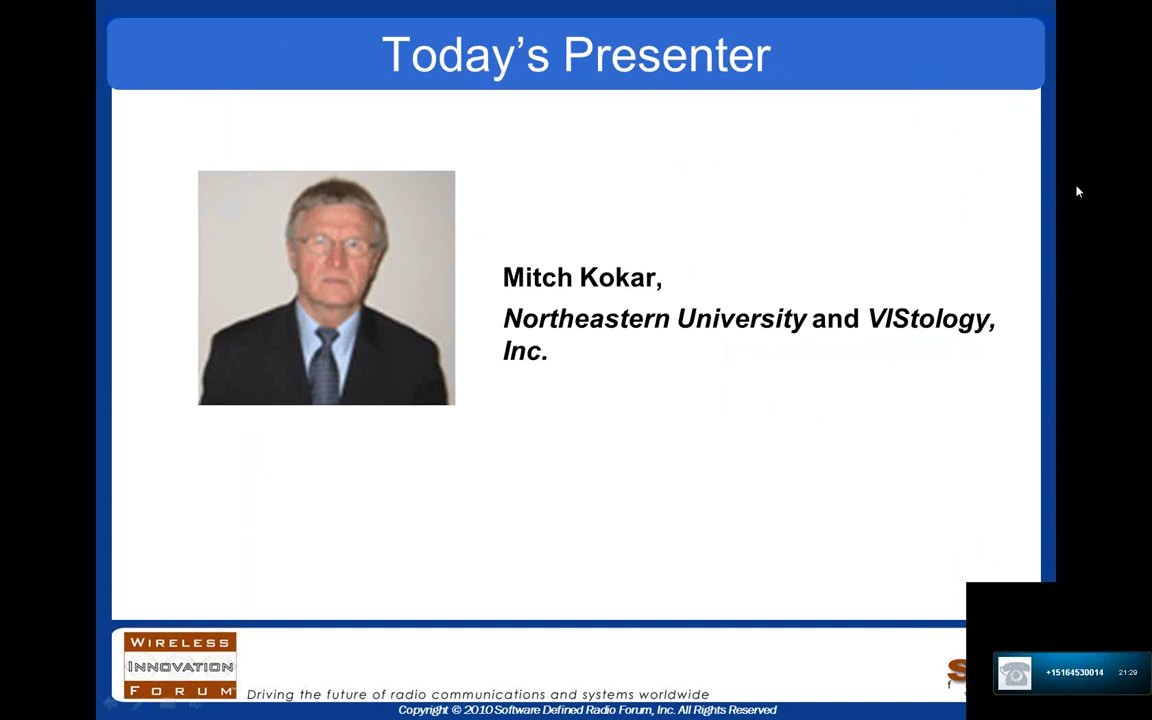 Today’s Presenter
Mitch Kokar,
Northeastern University and VIStology,
Inc.
WIRELESS
INNOVATION
FORUM
Driving the future of radio communications and systems worldwide
Copyright © 2010 Software Defined Radio Forum, Inc. All Rights Reserved
+15164530014 21:29